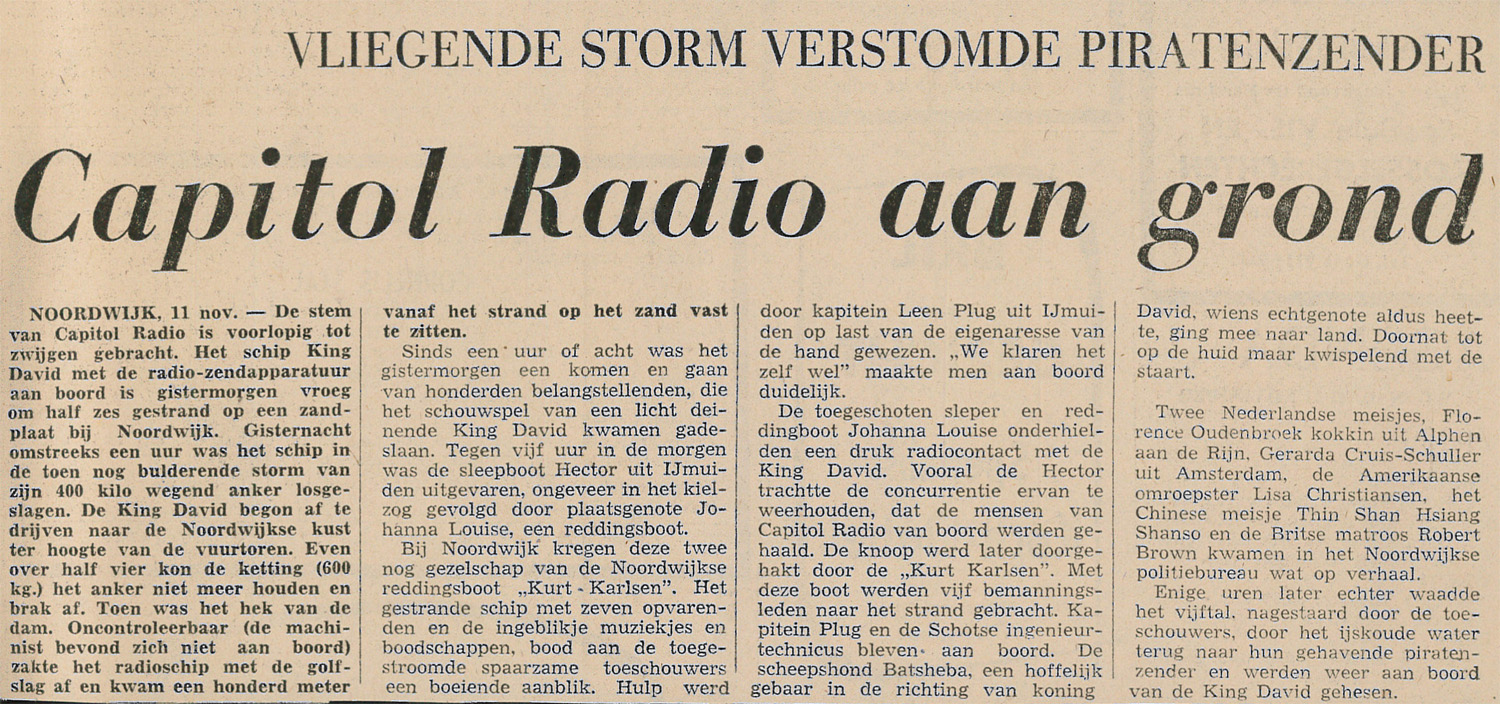 VLIEGENDE STORM VERSTOMDE PIRATENZENDER
Capitol Radio aan grond
NOORDWIJK, 11 nov. — De stem
van Capitol Radio is voorlopig tot
zwijgen gebracht. Het schip King
David met de radio-zendapparatuur
aan boord is gistermorgen vroeg
om half zes gestrand op een zand-
plaat bij Noordwijk. Gisternacht
omstreeks een uur was het schip in
de toen nog bulderende storm van
zijn 400 kilo wegend anker losge-
slagen. De King David begon af te
drijven naar de Noordwijkse kust
ter hoogte van de vuurtoren. Even
over half vier kon de ketting (600
kg.) het anker niet meer houden en
brak af. Toen was het hek van de
dam. Oncontroleerbaar (de machi-
nist bevond zich niet aan boord)
zakte het radioschip met de golf-
slag af en kwam een honderd meter
vanaf het strand op het zand vast
te zitten.
Sinds een uur of acht was het
gistermorgen een komen en gaan
van honderden belangstellenden, die
het schouwspel van een licht dei-
nende King David kwamen gade-
slaan. Tegen vijf uur in de morgen
was de sleepboot Hector uit IJmui-
den uitgevaren, ongeveer in het kiel-
zog gevolgd door plaatsgenote Jo-
hanna Louise, een reddingsboot.
Bij Noordwijk kregen deze twee
nog gezelschap van de Noordwijkse
reddingsboot „Kurt-Karlsen”. Het
gestrande schip met zeven opvaren-
den en de ingeblikje muziekjes en
boodschappen, bood aan de toege-
stroomde spaarzame toeschouwers
een boeiende aanblik. Hulp werd
door kapitein Leen Plug uit IJmui-
den op last van de eigenaresse van
de hand gewezen. „We klaren het
zelf wel” maakte men aan boord
duidelijk.
De toegeschoten sleper en red-
dingboot Johanna Louise onderhiel-
den een druk radiocontact met de
King David. Vooral de Hector
trachtte de concurrentie ervan te
weerhouden, dat de mensen van
Capitol Radio van boord werden ge-
haald. De knoop werd later doorge-
hakt door de „Kurt Karlsen”. Met
deze boot werden vijf bemannings-
leden naar het strand gebracht. Ka-
pitein Plug en de Schotse ingenieur-
technicus bleven aan boord. De
scheepshond Batsheba, een hoffelijk
gebaar in de richting van koning
David, wiens echtgenote aldus heet-
te, ging mee naar land. Doornat tot
op de huid maar kwispelend met de
staart.
Twee Nederlandse meisjes, Flo-
rence Oudenbroek kokkin uit Alphen
aan de Rijn, Gerarda Cruis-Schuller
uit Amsterdam, de Amerikaanse
omroepster Lisa Christiansen, het
Chinese meisje Thin Shan Hsiang
Shanso en de Britse matroos Robert
Brown kwamen in het Noordwijkse
politiebureau wat op verhaal.
Enige uren later echter waadde
het vijftal, nagestaard door de toe-
schouwers, door het ijskoude water
terug naar hun gehavende piraten-
zender en werden weer aan boord
van de King David gehesen.